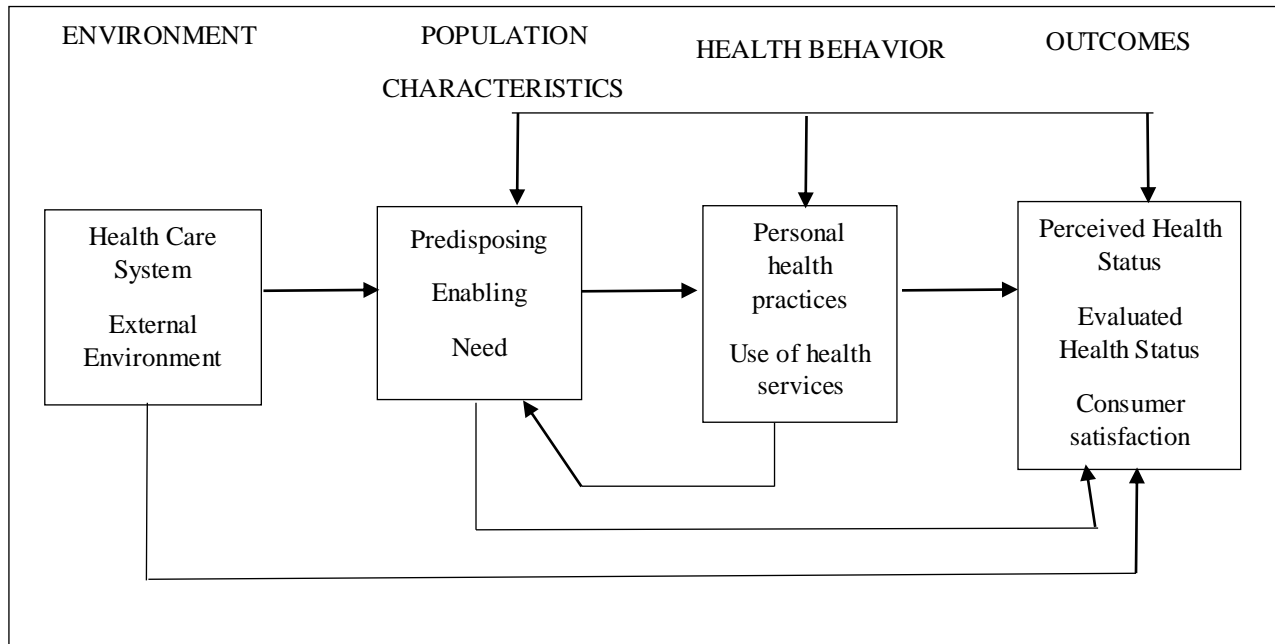 ENVIRONMENT
POPULATION
CHARACTERISTICS
HEALTH BEHAVIOR
OUTCOMES
Health Care
System
External
Environment
Predisposing
Enabling
Need
Personal
health
practices
Use of health
services
Perceived Health
Status
Evaluated
Health Status
Consumer
satisfaction